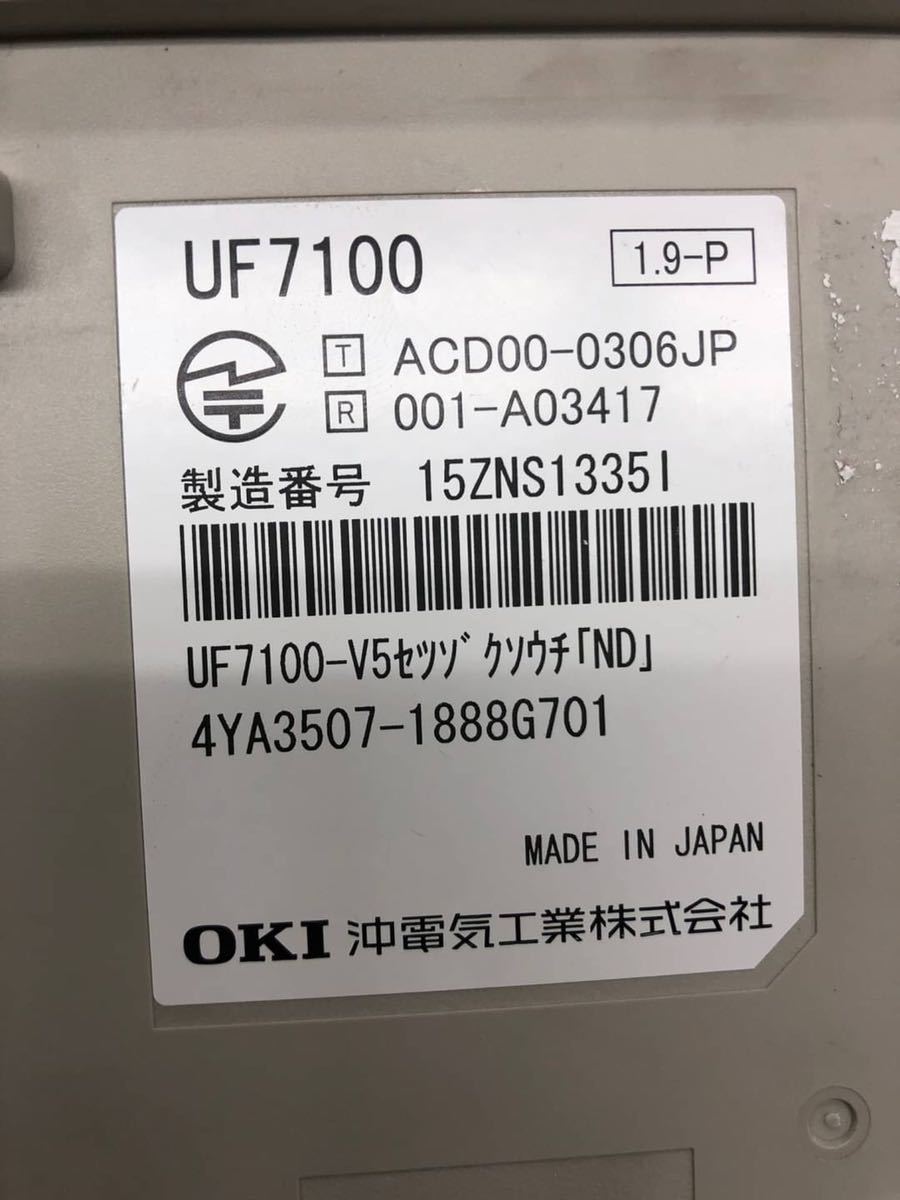 UF7100
1.9-P
T ACD00-0306JP
R 001-A03417
製造番号 15ZNS1335I
UF7100-V5ｾﾂｿﾞｸｿｳﾁ｢ND｣
4YA3507-1888G701
MADE IN JAPAN
OKI 沖電気工業株式会社